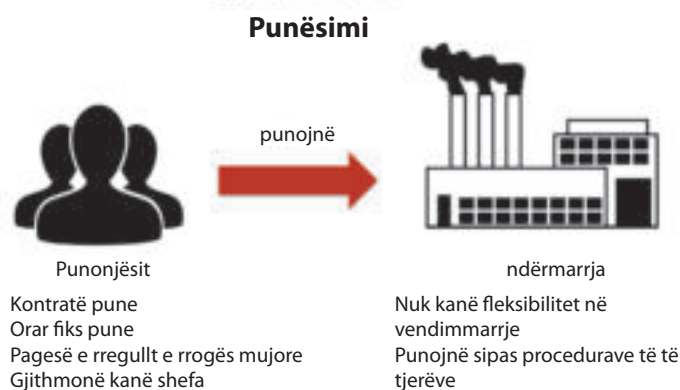 Punësimi
punojnë
Punonjësit
ndërmarrja
Kontratë pune
Orar fiks pune
Pagesë e rregullt e rrogës mujore
Gjithmonë kanë shefa
Nuk kanë fleksibilitet në
vendimmarrje
Punojnë sipas procedurave të të
tjerëve